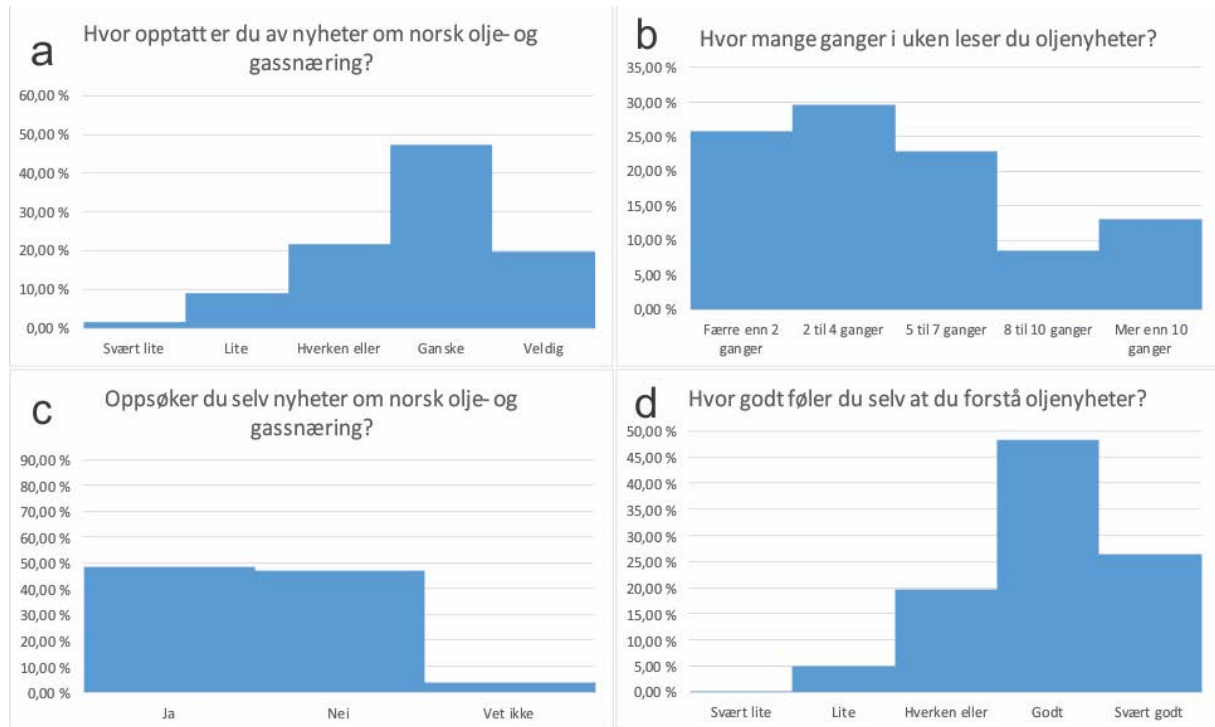 a
Hvor opptatt er du av nyheter om norsk olje- og
gassnæring?
60,00 %
50,00 %
40,00 %
30,00 %
20,00 %
10,00 %
0,00 %
Svært lite
Lite
Hverken eller
Ganske
Veldig
b
Hvor mange ganger i uken leser du oljenyheter?
35,00 %
30,00 %
25,00 %
20,00 %
15,00 %
10,00 %
5,00 %
0,00 %
Færre enn 2
ganger
2 til 4 ganger
5 til 7 ganger
8 til 10 ganger
Mer enn 10
ganger
c
Oppsøker du selv nyheter om norsk olje- og
gassnæring?
90,00 %
80,00 %
70,00 %
60,00 %
50,00 %
40,00 %
30,00 %
20,00 %
10,00 %
0,00 %
Ja
Nei
Vet ikke
d
Hvor godt føler du selv at du forstå oljenyheter?
50,00 %
45,00 %
40,00 %
35,00 %
30,00 %
25,00 %
20,00 %
15,00 %
10,00 %
5,00 %
0,00 %
Svært lite
Lite
Hverken eller
Godt
Svært godt